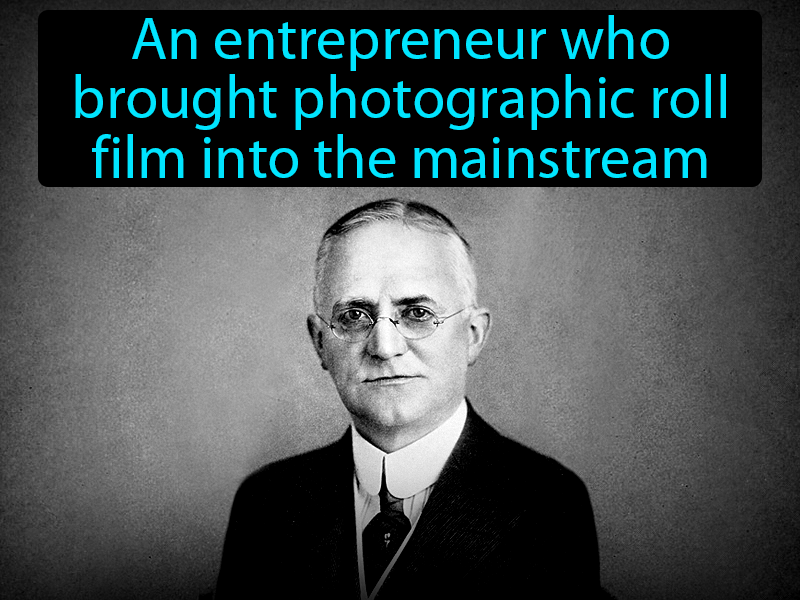 An entrepreneur who
brought photographic roll
film into the mainstream